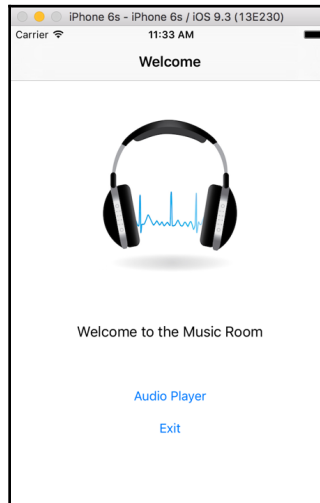 iPhone 6s - iPhone 6s / iOS 9.3 (13E230)
Carrier 11:33 AM
Welcome
Welcome to the Music Room
Audio Player
Exit